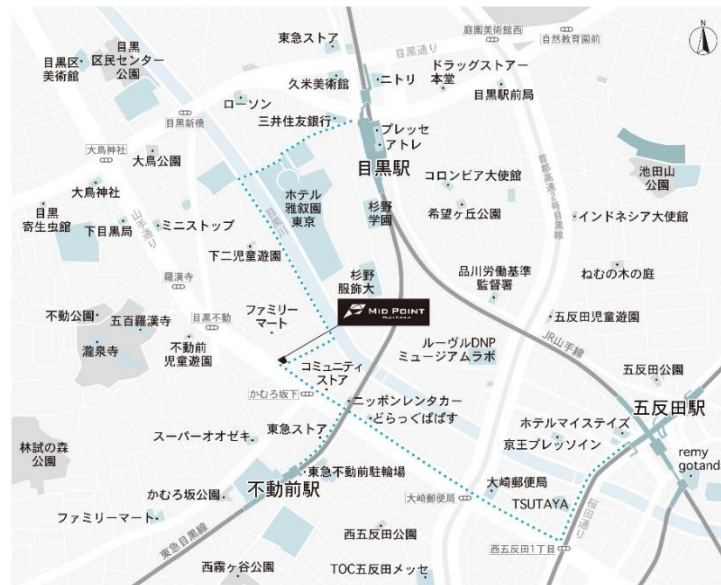 東急ストア
目黒通り
庭園美術館西
自然教育園前
N
目黒区
美術館
目黒
区民センター
公園
久米美術館
ニトリ
ドラッグストアー
本堂
目黒駅前局
ローソン
三井住友銀行
目黒新橋
プレッセ
アトレ
目黒駅
大鳥神社
大鳥公園
コロンビア大使館
首都高速2号目黒線
池田山
公園
大鳥神社
ホテル
雅叙園
東京
目黒川
杉野
学園
希望ヶ丘公園
インドネシア大使館
目黒
寄生虫館
下目黒局
山手通り
ミニストップ
下二児童遊園
羅漢寺
杉野
服飾大
品川労働基準
監督署
ねむの木の庭
不動公園
五百羅漢寺
目黒不動
ファミリー
マート
MID POINT
五反田児童遊園
瀧泉寺
不動前
児童遊園
ルーヴルDNP
ミュージアムラボ
JR山手線
コミュニティ
ストア
五反田公園
かむろ坂下
ニッポンレンタカー
どらっぐぱぱす
五反田駅
ホテルマイステイズ
京王プレッソイン
林試の森
公園
スーパーオオゼキ
東急ストア
remy
gotanda
東急不動前駐輪場
不動前駅
かむろ坂公園
大崎郵便局
大崎郵便局
TSUTAYA
桜田通り
ファミリーマート
東急目黒線
西五反田公園
西五反田1丁目
西霧ヶ谷公園
TOC五反田メッセ